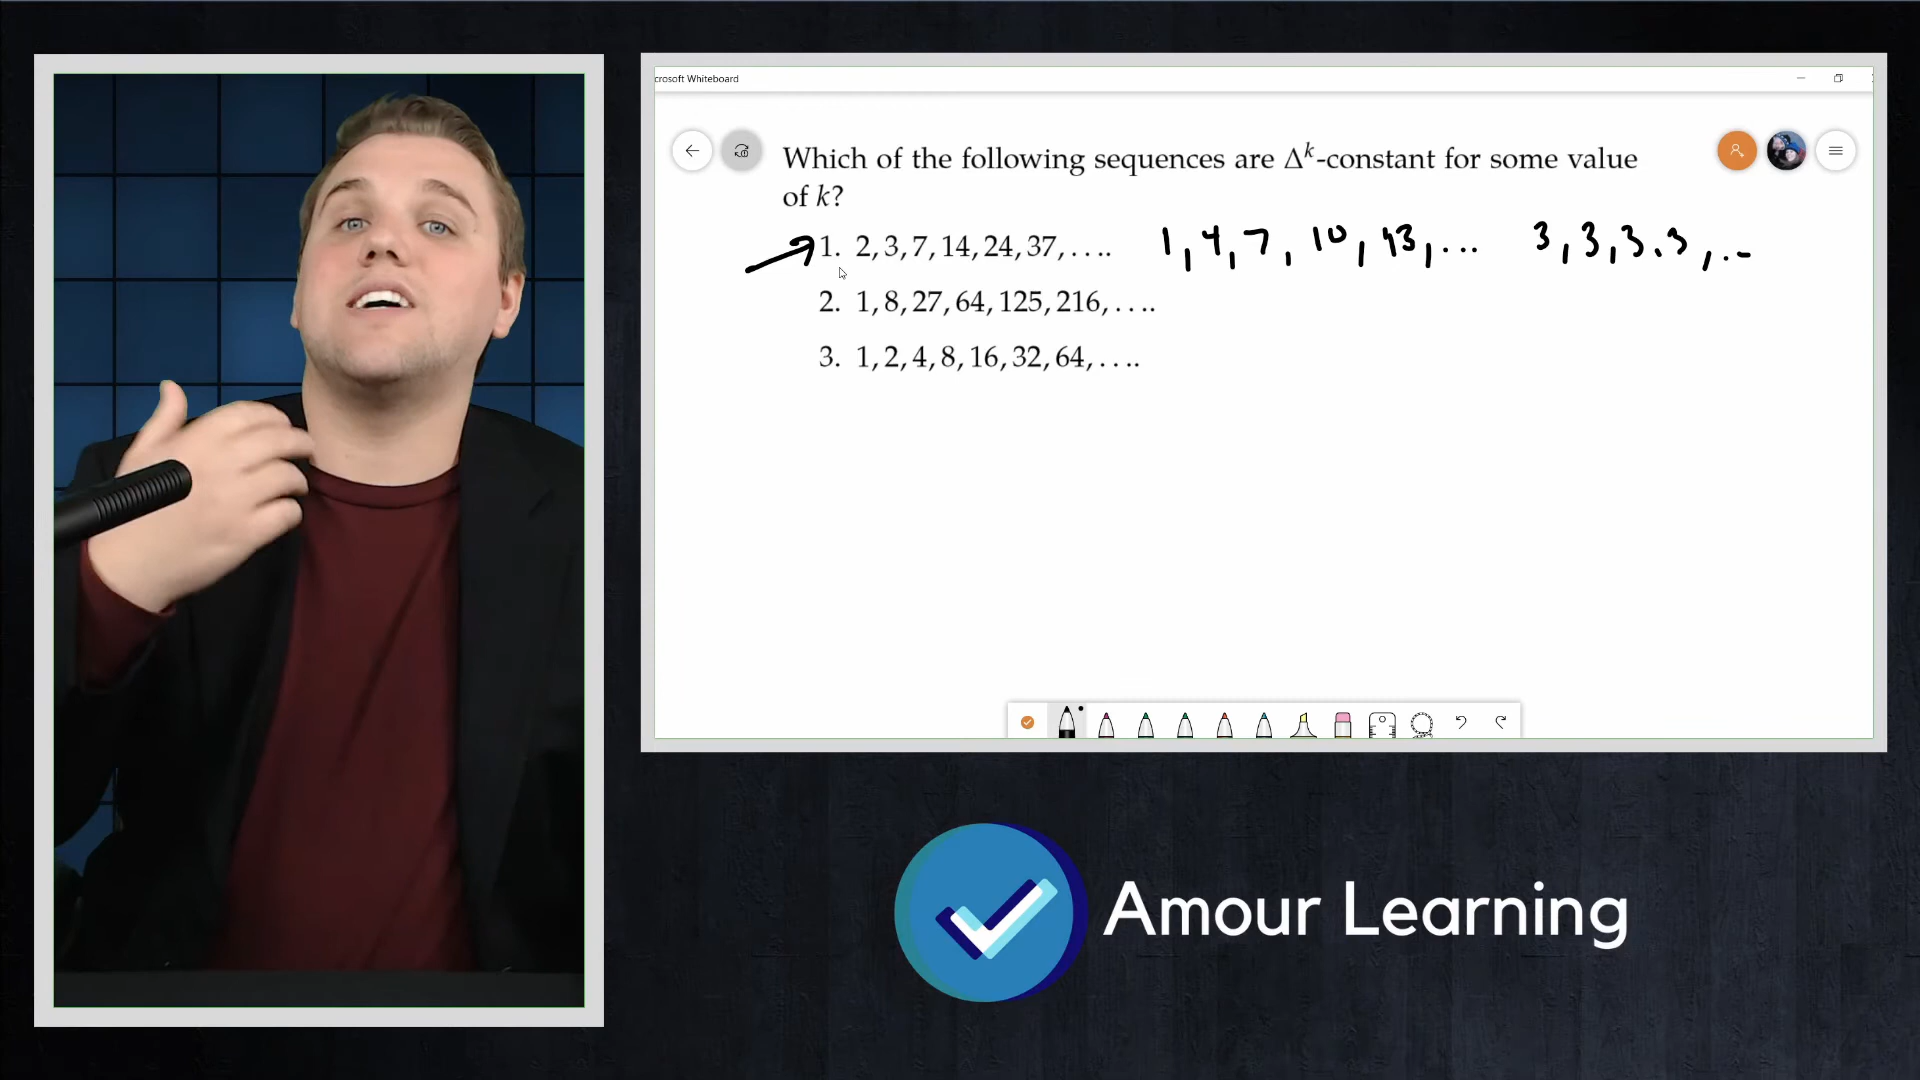 crosoft Whiteboard
Which of the following sequences are Δ^k-constant for some value
of k?
1. 2, 3, 7, 14, 24, 37, . . . . 1, 4, 7, 10, 13, ... 3, 3, 3, 3, ...
2. 1, 8, 27, 64, 125, 216, . . . .
3. 1, 2, 4, 8, 16, 32, 64, . . . .
Amour Learning